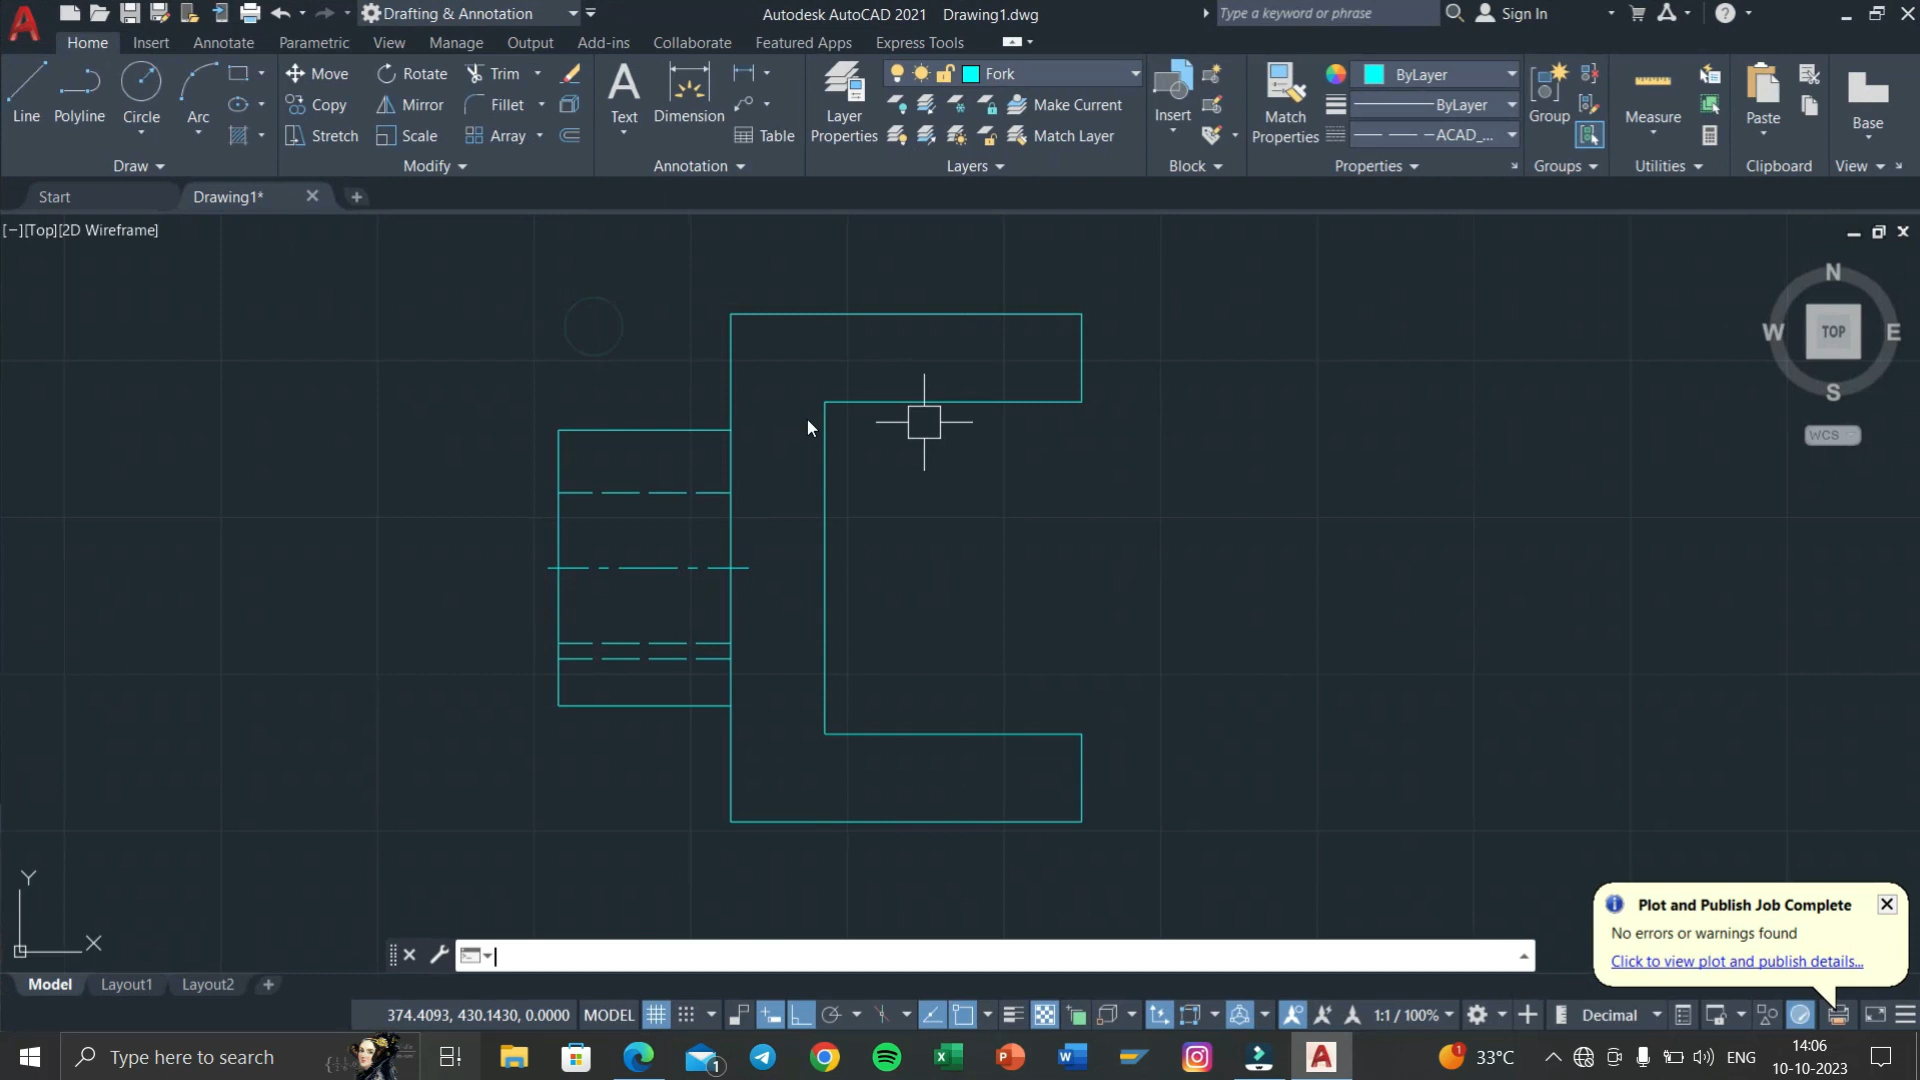 Drafting & Annotation
Autodesk AutoCAD 2021 Drawing1.dwg
Type a keyword or phrase
Sign In
Home Insert Annotate Parametric View Manage Output Add-ins Collaborate Featured Apps Express Tools
Line
Polyline
Circle
Arc
Draw
Move
Rotate
Trim
Copy
Mirror
Fillet
Stretch
Scale
Array
Modify
Text
Dimension
Table
Annotation
Layer
Properties
Fork
Make Current
Match Layer
Layers
Insert
Block
Match
Properties
ByLayer
ByLayer
ACAD_...
Properties
Group
Groups
Measure
Utilities
Paste
Clipboard
Base
View
Start Drawing1*
[−][Top][2D Wireframe]
N
W TOP E
S
WCS
Y
X
Plot and Publish Job Complete
No errors or warnings found
Click to view plot and publish details...
Model Layout1 Layout2
374.4093, 430.1430, 0.0000 MODEL
1:1 / 100%
Decimal
Type here to search
1
1
33°C
ENG
14:06
10-10-2023